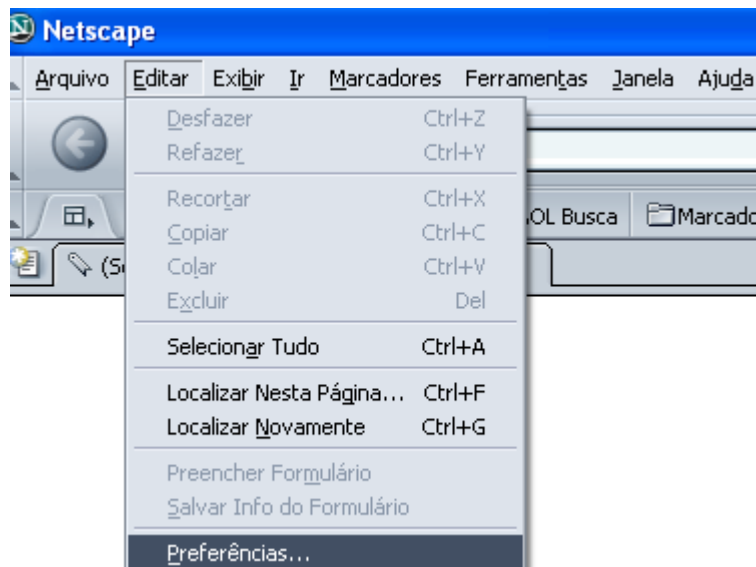 Netscape
Arquivo Editar Exibir Ir Marcadores Ferramentas Janela Ajuda
Desfazer Ctrl+Z
Refazer Ctrl+Y
Recortar Ctrl+X
OL Busca Marcado
Copiar Ctrl+C
Colar Ctrl+V
(S
Excluir Del
Selecionar Tudo Ctrl+A
Localizar Nesta Página... Ctrl+F
Localizar Novamente Ctrl+G
Preencher Formulário
Salvar Info do Formulário
Preferências...